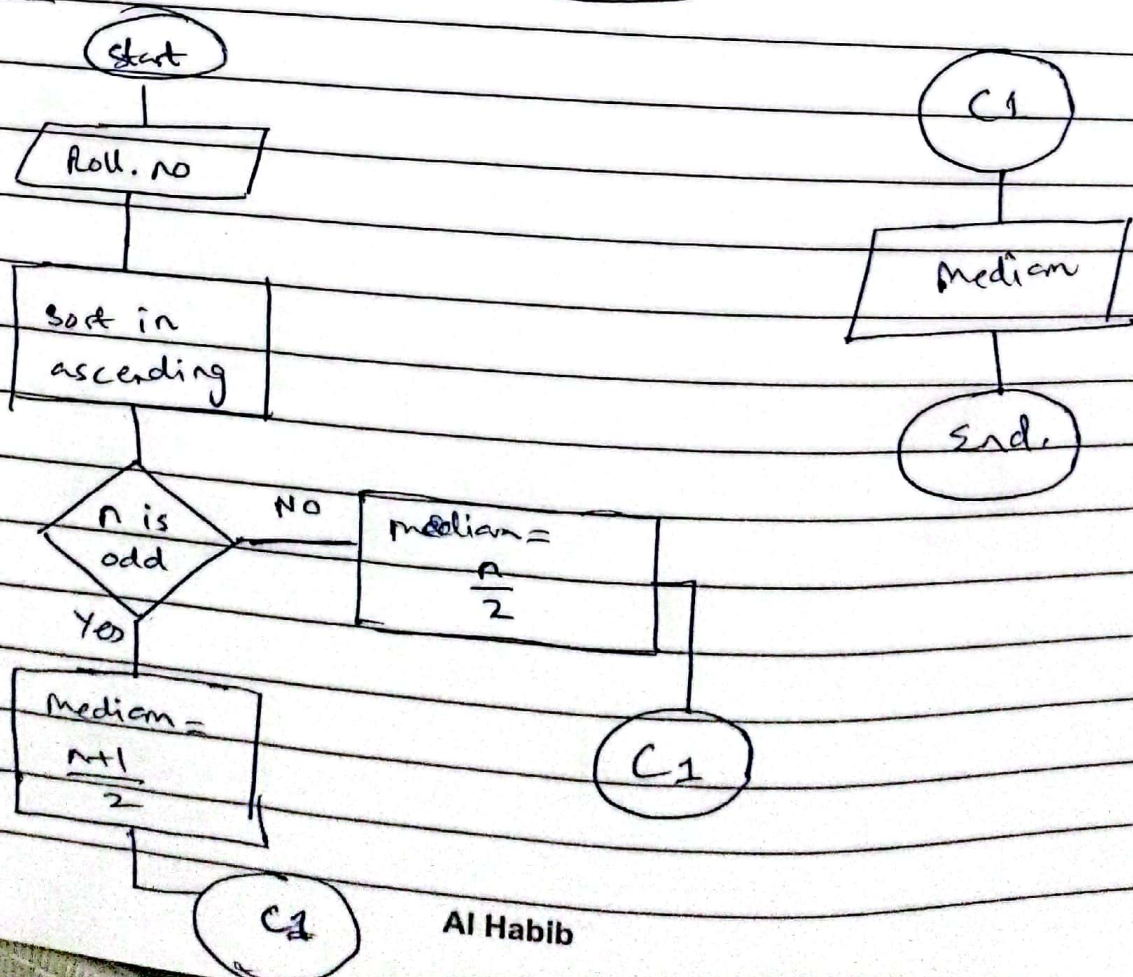 Start
Roll. no
Sort in
ascending
n is
odd
NO
median =
n
2
Yes
Median =
n+1
2
C1
C1
C1
Median
End.
Al Habib